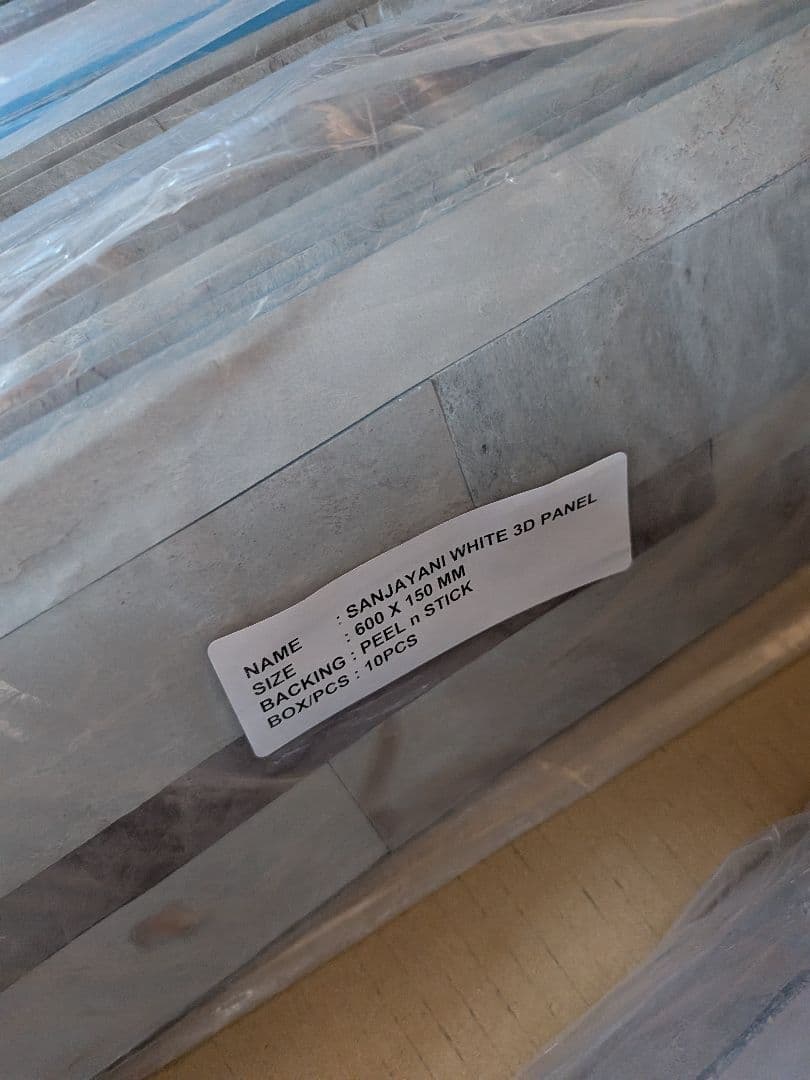 NAME : SANJAYANI WHITE 3D PANEL
SIZE : 600 X 150 MM
BACKING : PEEL n STICK
BOX/PCS : 10PCS